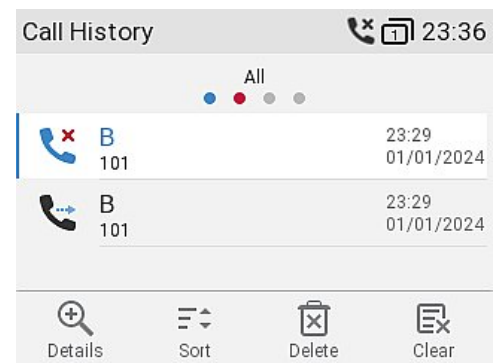 Call History 1 23:36
All
B 23:29
101 01/01/2024
B 23:29
101 01/01/2024
Details Sort Delete Clear